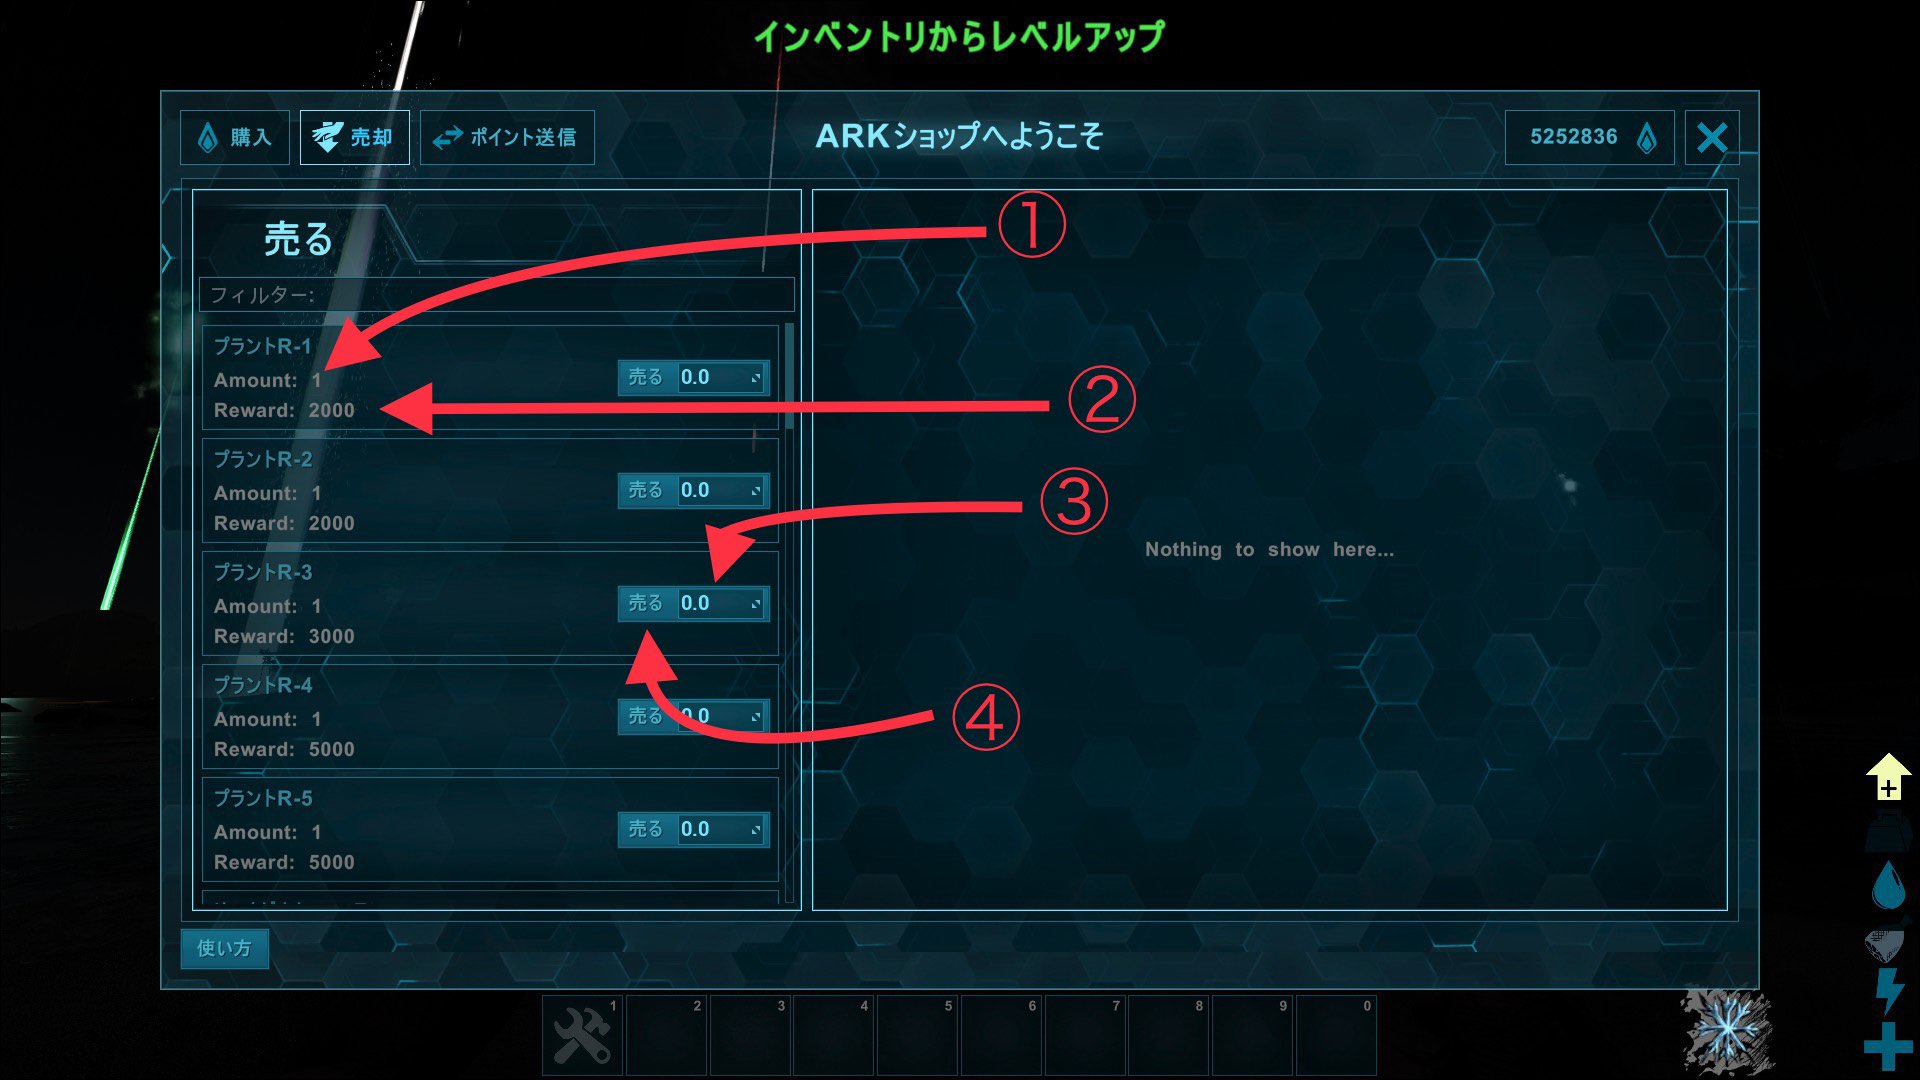 インベントリからレベルアップ
購入
売却
ポイント送信
ARKショップへようこそ
5252836
売る
①
フィルター:
プラントR-1
Amount: 1
Reward: 2000
売る 0.0
②
プラントR-2
Amount: 1
Reward: 2000
売る 0.0
③
プラントR-3
Amount: 1
Reward: 3000
売る 0.0
④
プラントR-4
Amount: 1
Reward: 5000
売る 0.0
プラントR-5
Amount: 1
Reward: 5000
売る 0.0
Nothing to show here...
使い方
1 2 3 4 5 6 7 8 9 0